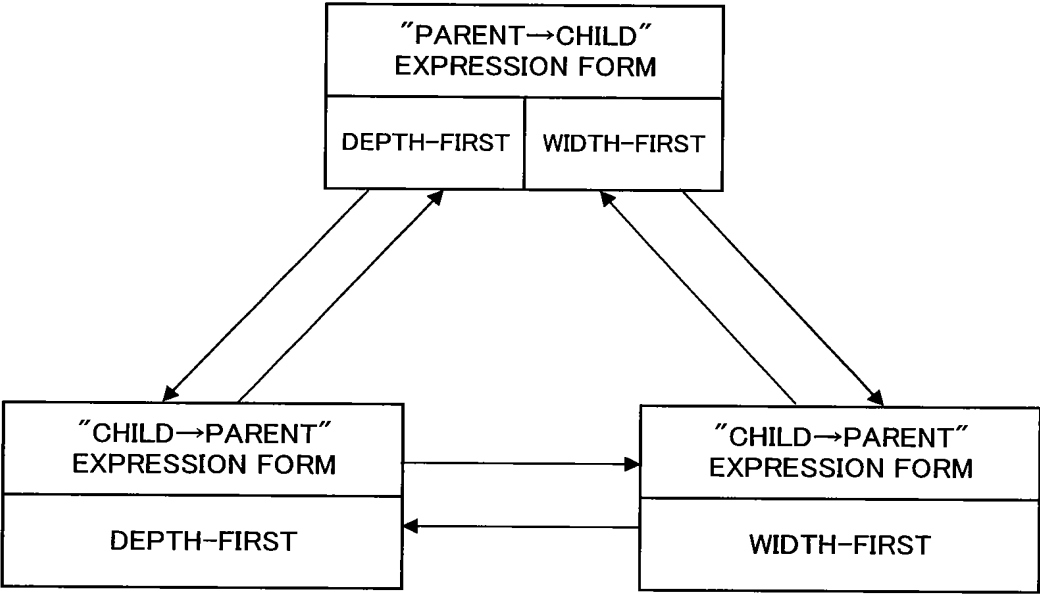 "PARENT→CHILD"
EXPRESSION FORM
DEPTH-FIRST
WIDTH-FIRST
"CHILD→PARENT"
EXPRESSION FORM
DEPTH-FIRST
"CHILD→PARENT"
EXPRESSION FORM
WIDTH-FIRST